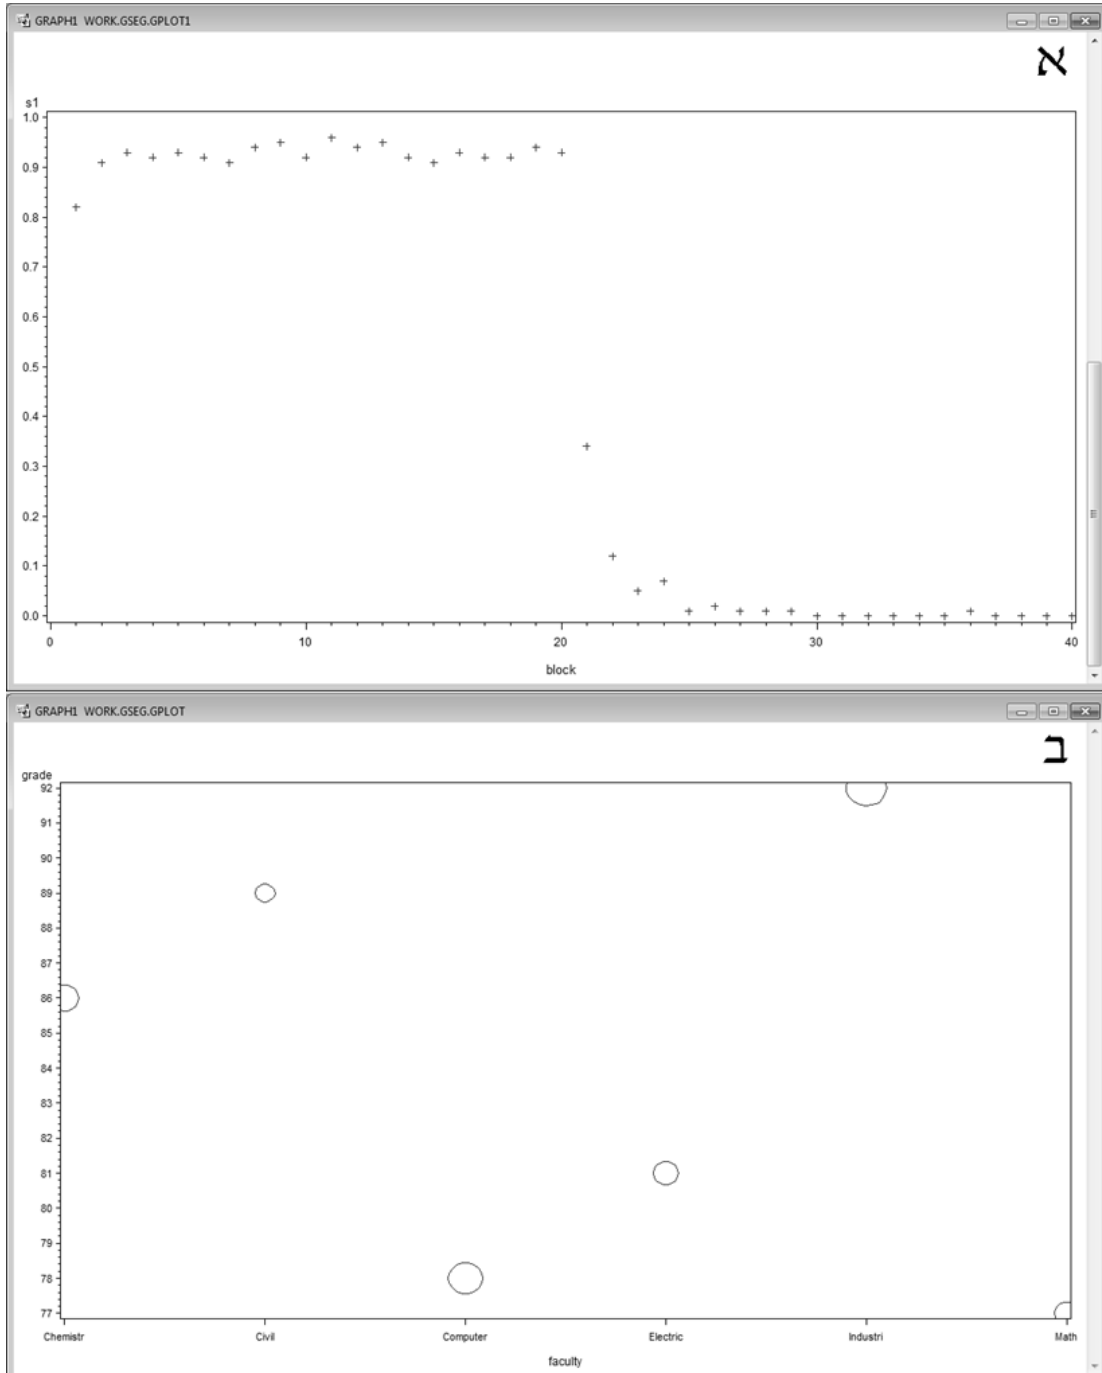 GRAPH1 WORK.GSEG.GPLOT1
א
s1
1.0
0.9
0.8
0.7
0.6
0.5
0.4
0.3
0.2
0.1
0.0
0 10 20 30 40
block
GRAPH1 WORK.GSEG.GPLOT
ב
grade
92
91
90
89
88
87
86
85
84
83
82
81
80
79
78
77
Chemistr Civil Computer Electric Industri Math
faculty